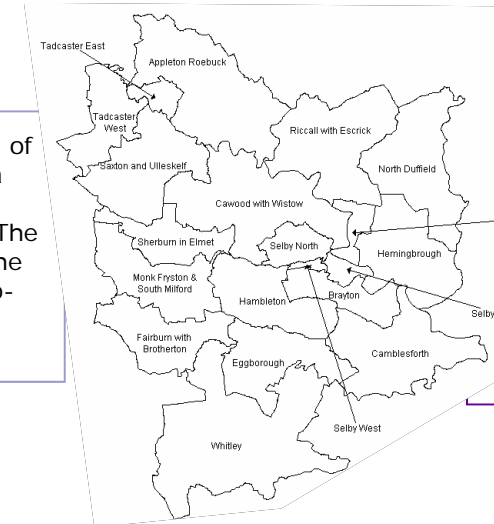 of
The
Tadcaster East
Appleton Roebuck
Tadcaster
West
Riccall with Escrick
Saxton and Ulleskelf
North Duffield
Cawood with Wistow
Sherburn in Elmet
Selby North
Hemingbrough
Monk Fryston &
South Milford
Hambleton
Brayton
Selby
Fairburn with
Brotherton
Eggborough
Camblesforth
Selby West
Whitley